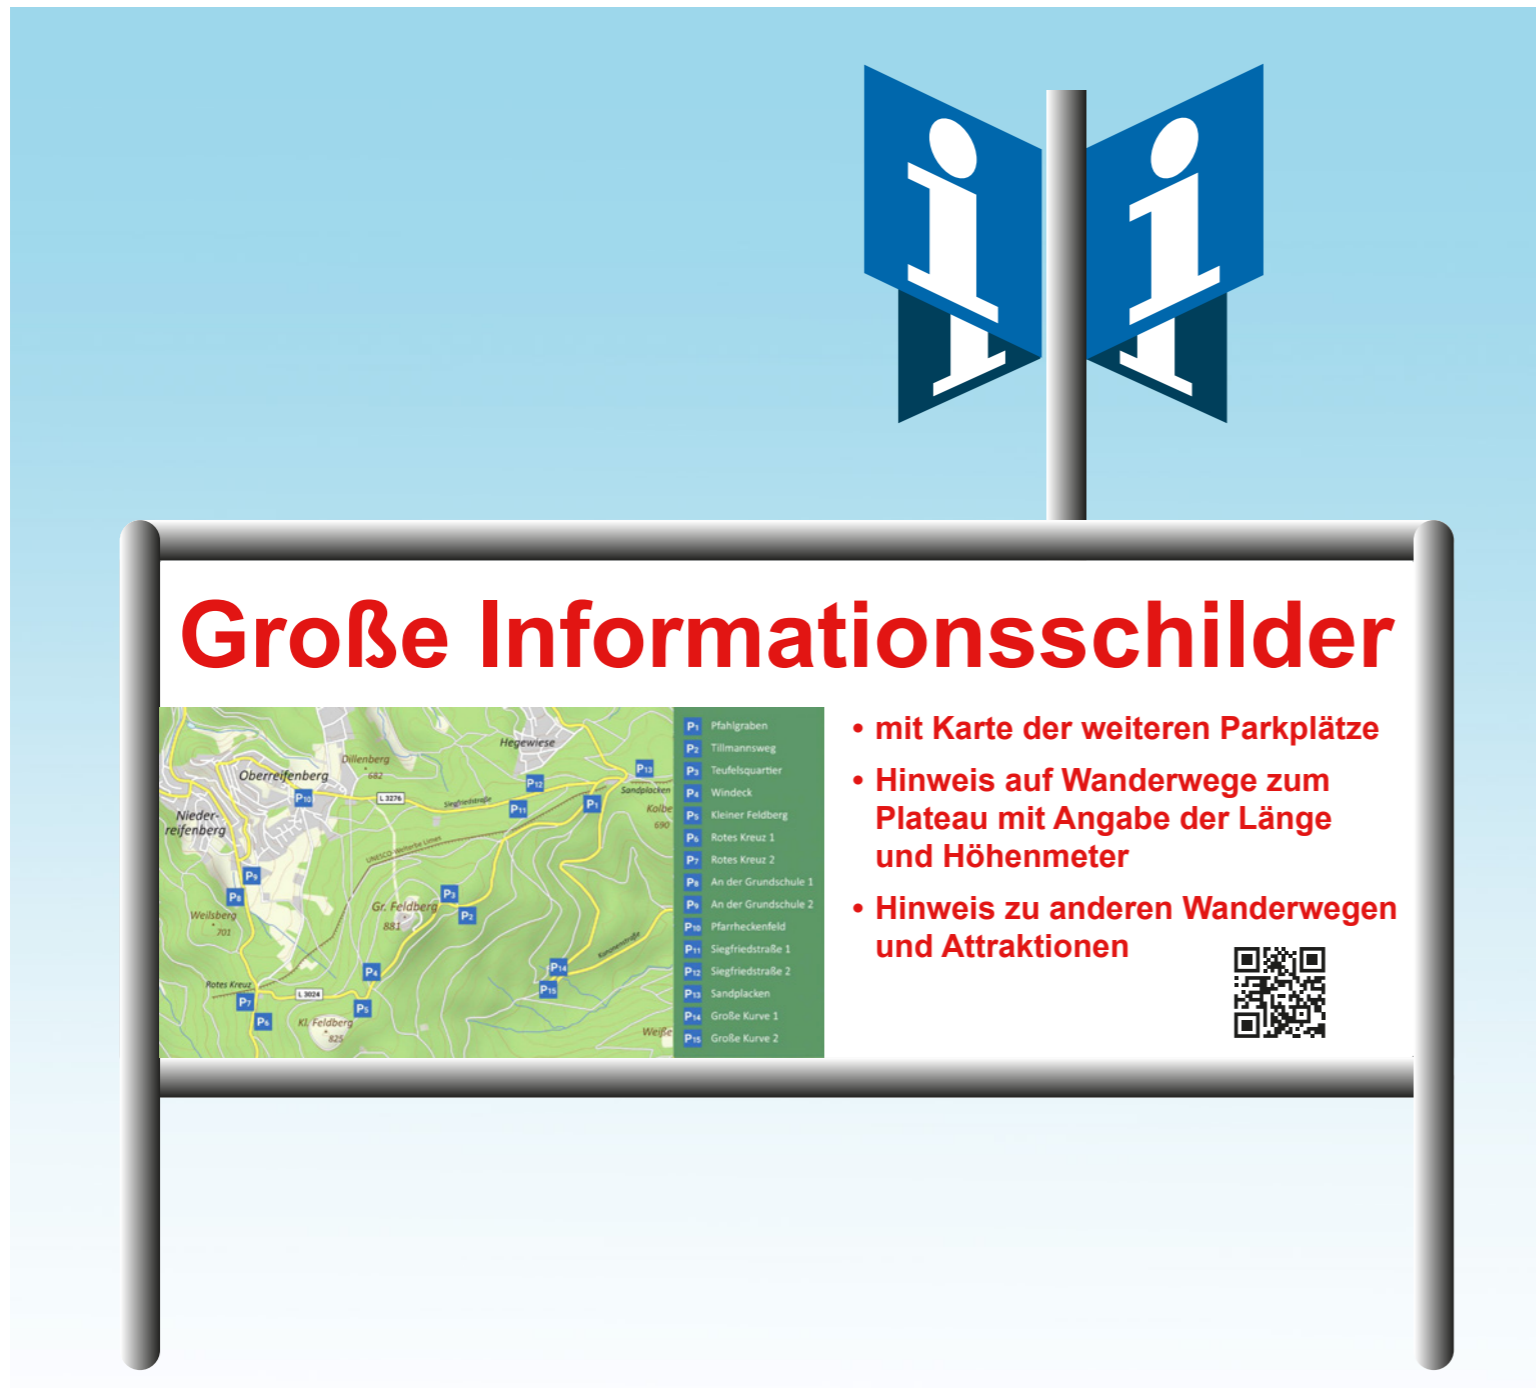 i i
i i
Große Informationsschilder
Hegewiese
Dillenberg
682
Oberreifenberg
P13
P12
Sandplacken
P10
L 3276
Siegfriedstraße
P11
P1
Kolbe
690
Nieder-
reifenberg
UNESCO-Welterbe Limes
P9
P8
P3
Gr. Feldberg
P2
881
Weilsberg
701
Kanonenstraße
P14
P4
P15
Rotes Kreuz
L 3024
P7
P5
P6
Kl. Feldberg
825
Weiße
P1 Pfahlgraben
P2 Tillmannsweg
P3 Teufelsquartier
P4 Windeck
P5 Kleiner Feldberg
P6 Rotes Kreuz 1
P7 Rotes Kreuz 2
P8 An der Grundschule 1
P9 An der Grundschule 2
P10 Pfarrheckenfeld
P11 Siegfriedstraße 1
P12 Siegfriedstraße 2
P13 Sandplacken
P14 Große Kurve 1
P15 Große Kurve 2
• mit Karte der weiteren Parkplätze
• Hinweis auf Wanderwege zum
Plateau mit Angabe der Länge
und Höhenmeter
• Hinweis zu anderen Wanderwegen
und Attraktionen